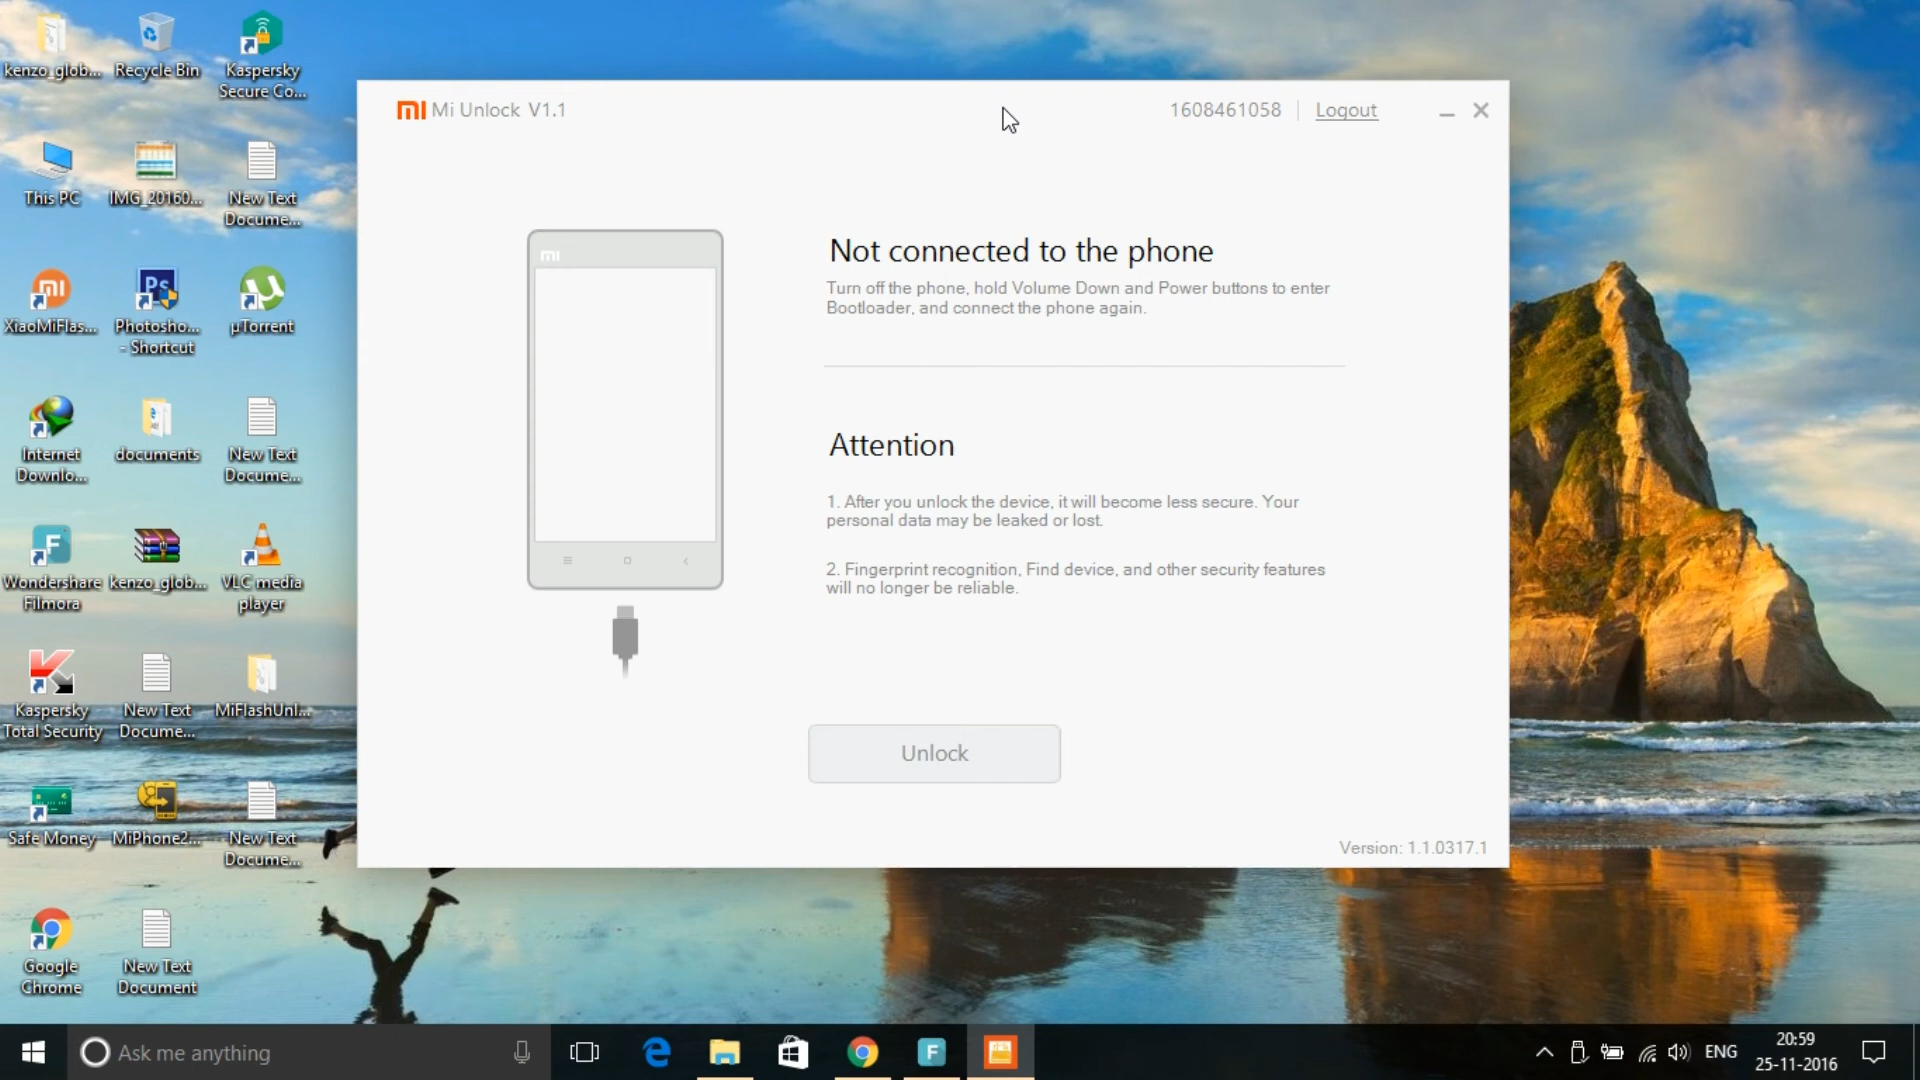 kenzo_glob...
Recycle Bin
Kaspersky
Secure Co...
This PC
IMG_20160...
New Text
Docume...
XiaoMiFlas...
Ps
Photosho...
- Shortcut
µTorrent
Internet
Downlo...
documents
New Text
Docume...
F
Wondershare
Filmora
kenzo_glob...
VLC media
player
Kaspersky
Total Security
New Text
Docume...
MiFlashUnl...
Safe Money
MiPhone2...
New Text
Docume...
Google
Chrome
New Text
Document
mi Mi Unlock V1.1
1608461058
Logout
mi
Not connected to the phone
Turn off the phone, hold Volume Down and Power buttons to enter
Bootloader, and connect the phone again.
Attention
1. After you unlock the device, it will become less secure. Your
personal data may be leaked or lost.
2. Fingerprint recognition, Find device, and other security features
will no longer be reliable.
Unlock
Version: 1.1.0317.1
Ask me anything
F
ENG
20:59
25-11-2016